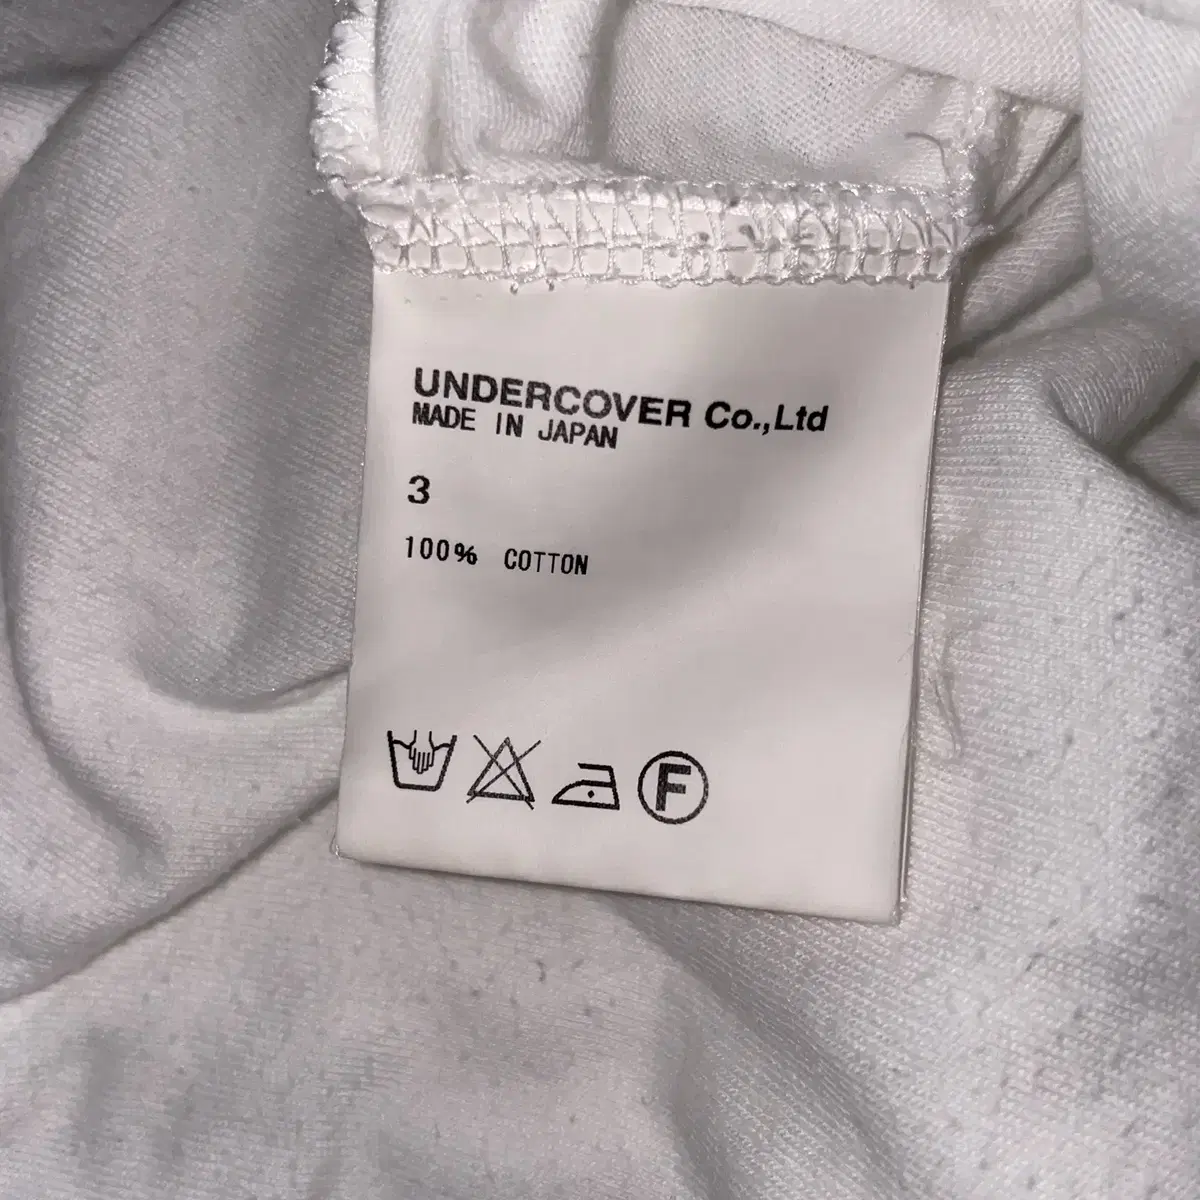 UNDERCOVER Co.,Ltd
MADE IN JAPAN
3
100% COTTON
F